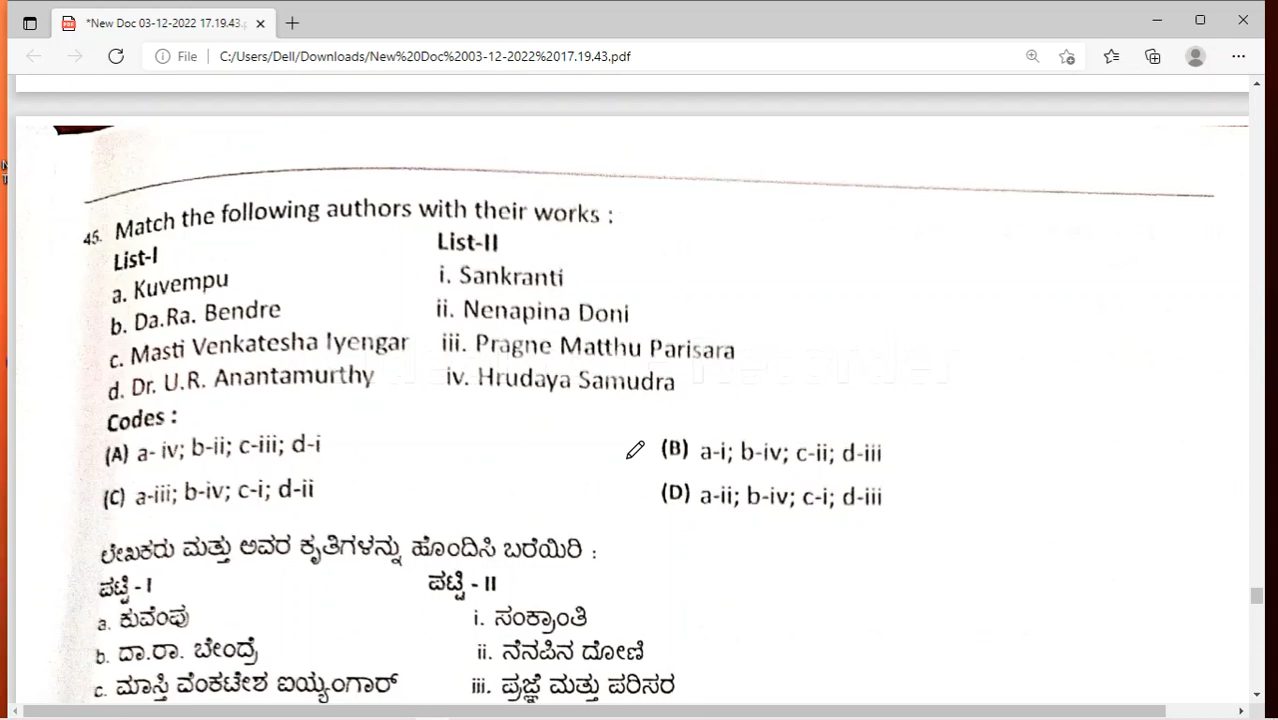 *New Doc 03-12-2022 17.19.43.p
File C:/Users/Dell/Downloads/New%20Doc%2003-12-2022%2017.19.43.pdf
45. Match the following authors with their works :
List-I List-II
a. Kuvempu i. Sankranti
b. Da.Ra. Bendre ii. Nenapina Doni
c. Masti Venkatesha Iyengar iii. Pragne Matthu Parisara
d. Dr. U.R. Anantamurthy iv. Hrudaya Samudra
Codes :
(A) a- iv; b-ii; c-iii; d-i (B) a-i; b-iv; c-ii; d-iii
(C) a-iii; b-iv; c-i; d-ii (D) a-ii; b-iv; c-i; d-iii
ಲೇಖಕರು ಮತ್ತು ಅವರ ಕೃತಿಗಳನ್ನು ಹೊಂದಿಸಿ ಬರೆಯಿರಿ :
ಪಟ್ಟಿ - I ಪಟ್ಟಿ - II
a. ಕುವೆಂಪು i. ಸಂಕ್ರಾಂತಿ
b. ದಾ.ರಾ. ಬೇಂದ್ರೆ ii. ನೆನಪಿನ ದೋಣಿ
c. ಮಾಸ್ತಿ ವೆಂಕಟೇಶ ಐಯ್ಯಂಗಾರ್ iii. ಪ್ರಜ್ಞೆ ಮತ್ತು ಪರಿಸರ